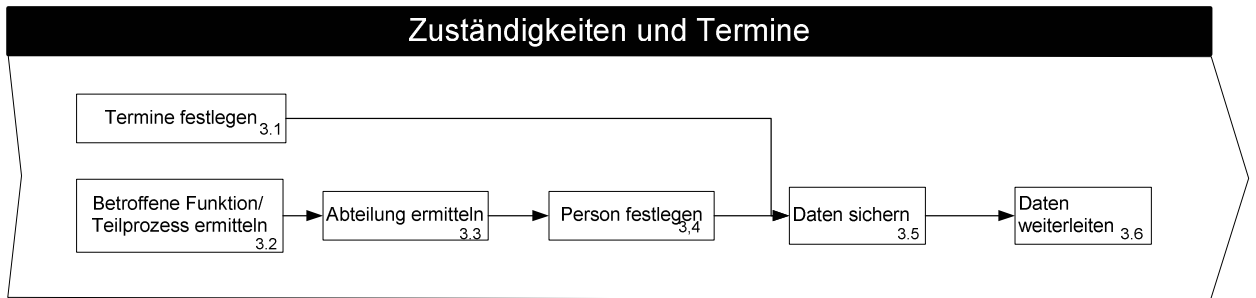 Zuständigkeiten und Termine
Termine festlegen
3.1
Betroffene Funktion/
Teilprozess ermitteln
3.2
Abteilung ermitteln
3.3
Person festlegen
3,4
Daten sichern
3.5
Daten
weiterleiten
3.6